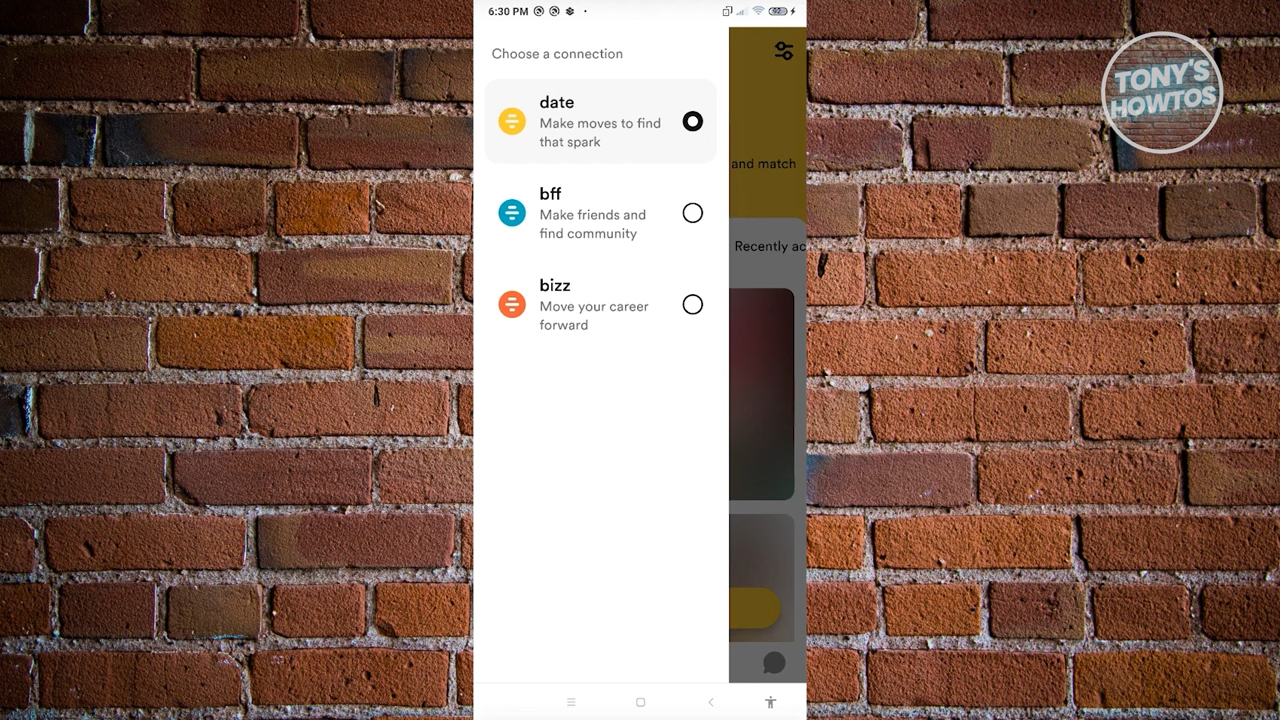 6:30 PM
92
Choose a connection
date
Make moves to find
that spark
bff
Make friends and
find community
bizz
Move your career
forward
and match
Recently ac
TONY'S
HOWTOS